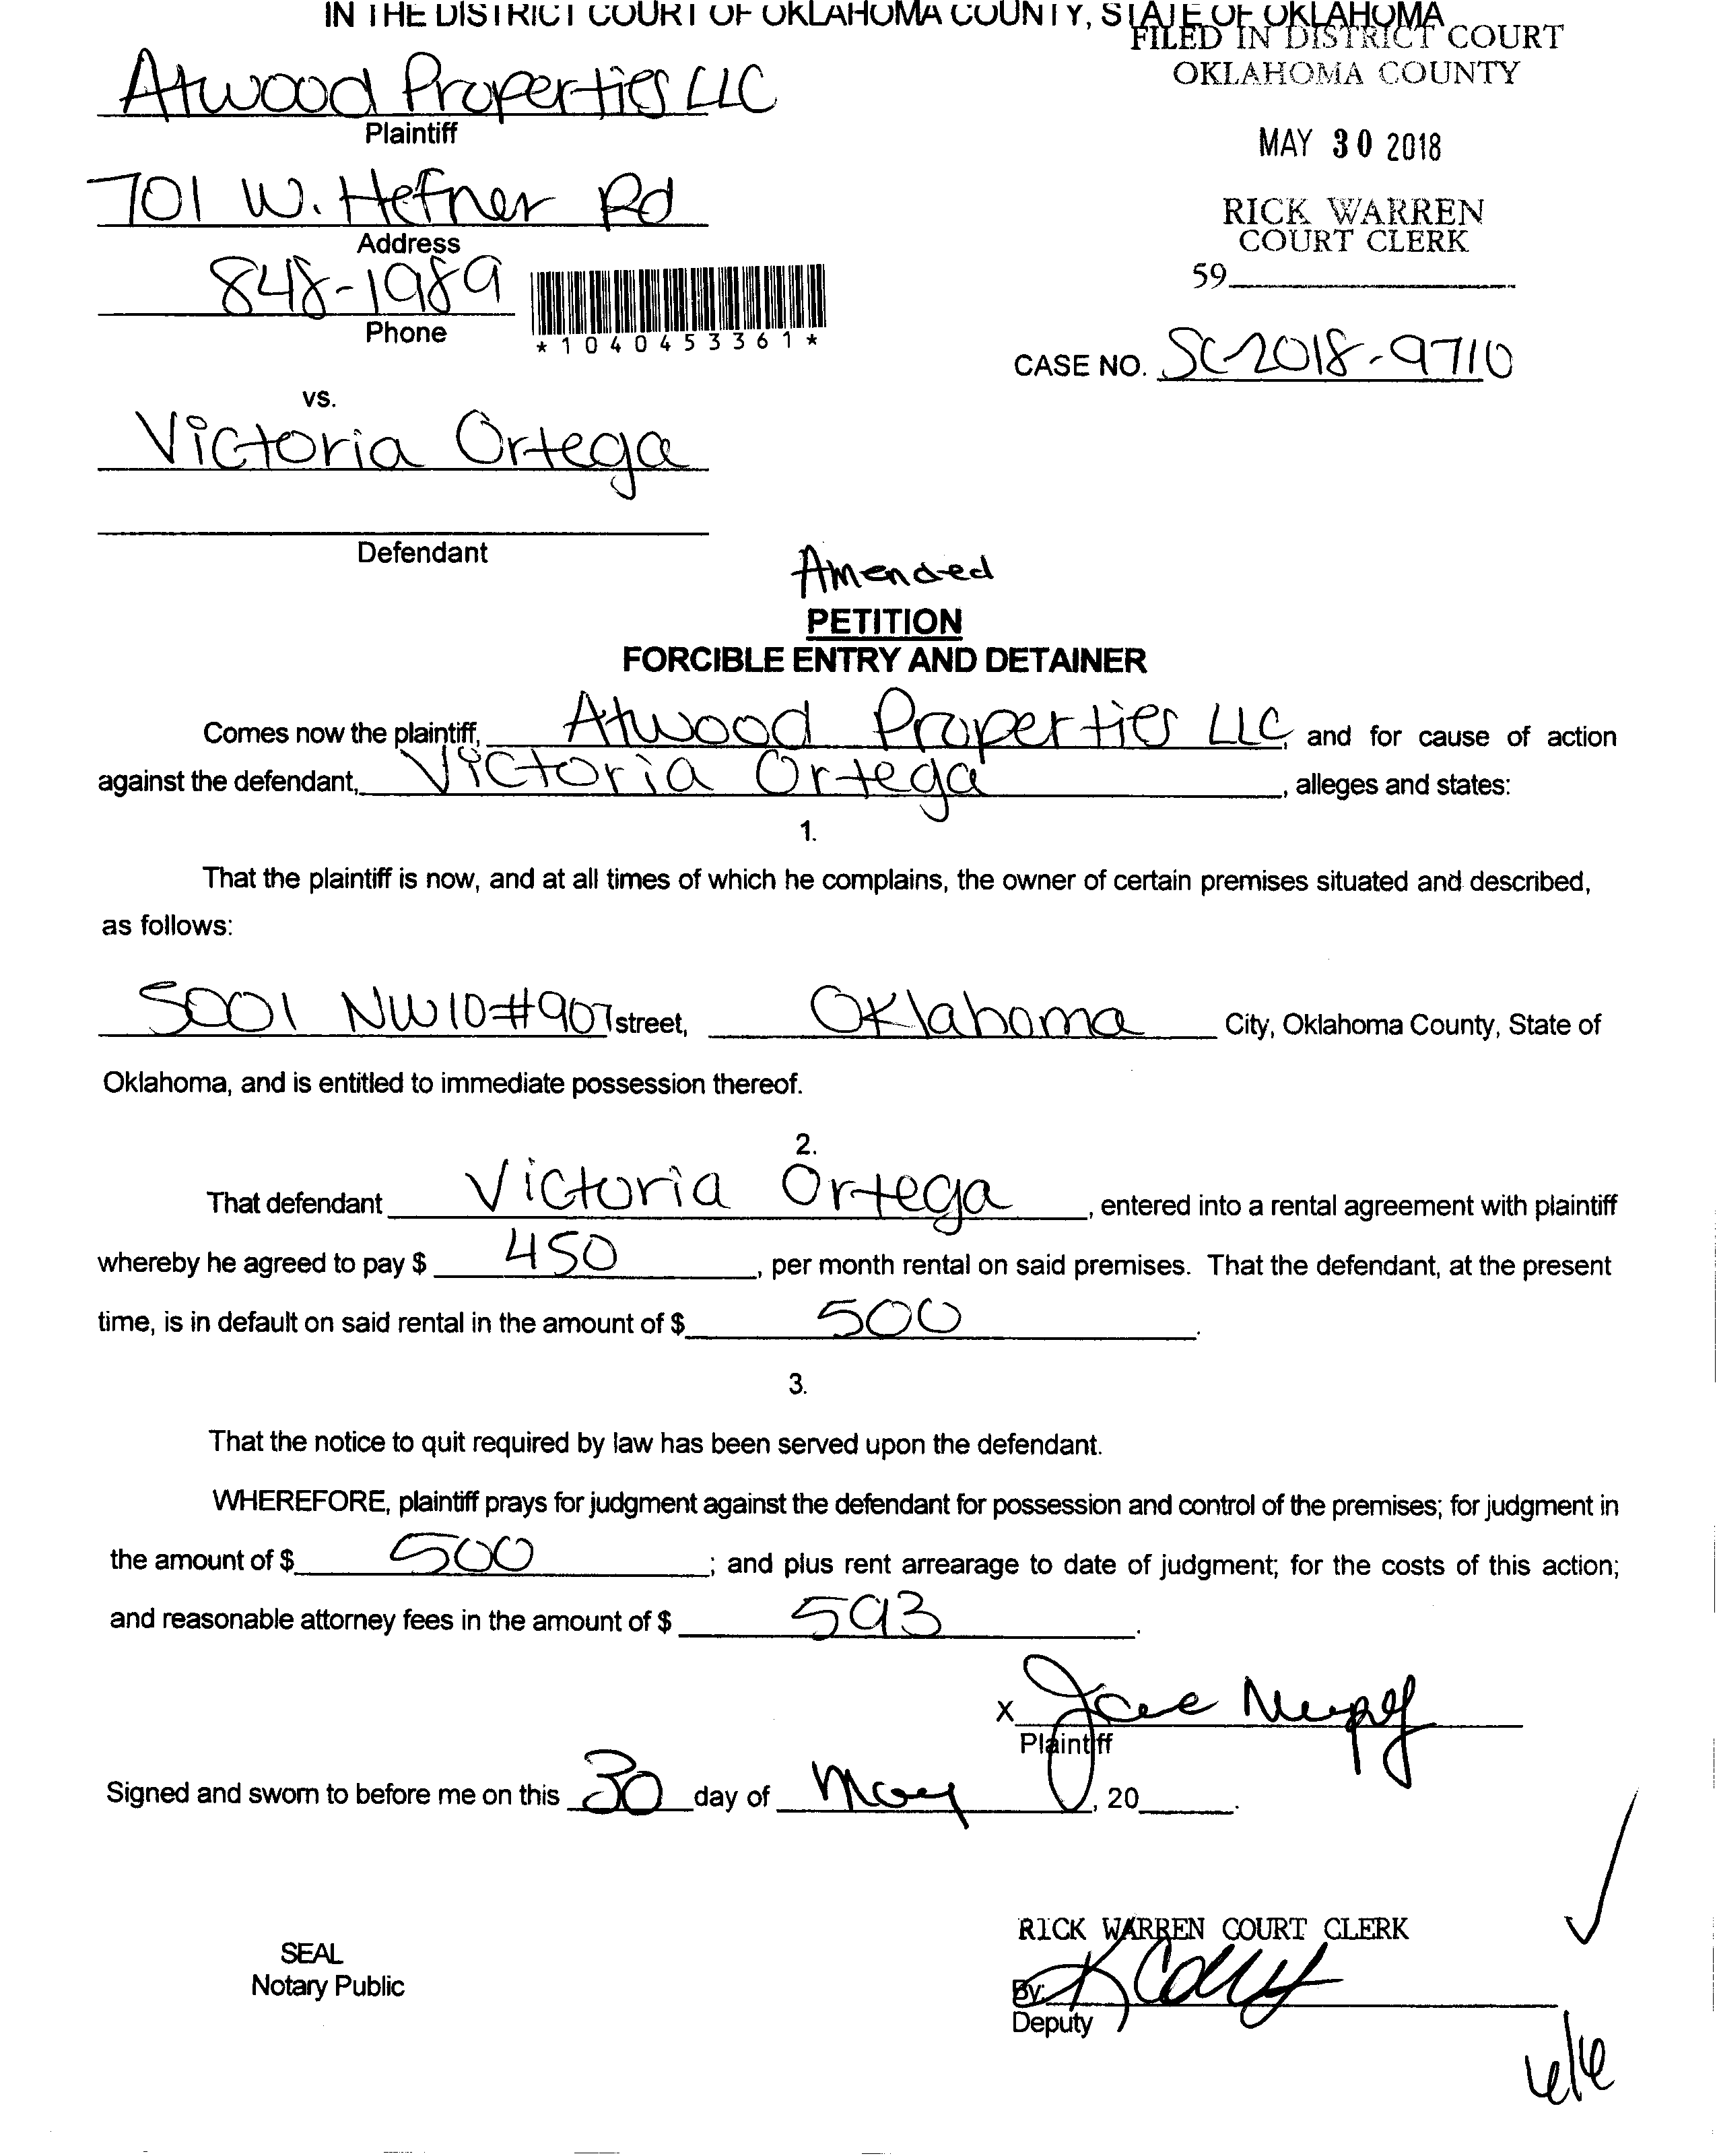 IN THE DISTRICT COURT OF OKLAHOMA COUNTY, STATE OF OKLAHOMA
FILED IN DISTRICT COURT
OKLAHOMA COUNTY
Atwood Properties LLC
Plaintiff
MAY 30 2018
701 W. Hefner Rd
Address
RICK WARREN
COURT CLERK
848-1989
Phone
*1040453361*
59
CASE NO. SC-2018-9710
vs.
Victoria Ortega
Defendant
Amended
PETITION
FORCIBLE ENTRY AND DETAINER
Comes now the plaintiff, Atwood Properties LLC, and for cause of action
against the defendant, Victoria Ortega, alleges and states:
1.
That the plaintiff is now, and at all times of which he complains, the owner of certain premises situated and described,
as follows:
5001 NW 10 #907 street, Oklahoma City, Oklahoma County, State of
Oklahoma, and is entitled to immediate possession thereof.
2.
That defendant Victoria Ortega, entered into a rental agreement with plaintiff
whereby he agreed to pay $ 450, per month rental on said premises. That the defendant, at the present
time, is in default on said rental in the amount of $ 500.
3.
That the notice to quit required by law has been served upon the defendant.
WHEREFORE, plaintiff prays for judgment against the defendant for possession and control of the premises; for judgment in
the amount of $ 500; and plus rent arrearage to date of judgment; for the costs of this action;
and reasonable attorney fees in the amount of $ 593.
X
Plaintiff
Signed and sworn to before me on this 30 day of May, 20.
RICK WARREN COURT CLERK
SEAL
Notary Public
By:
Deputy
6/6